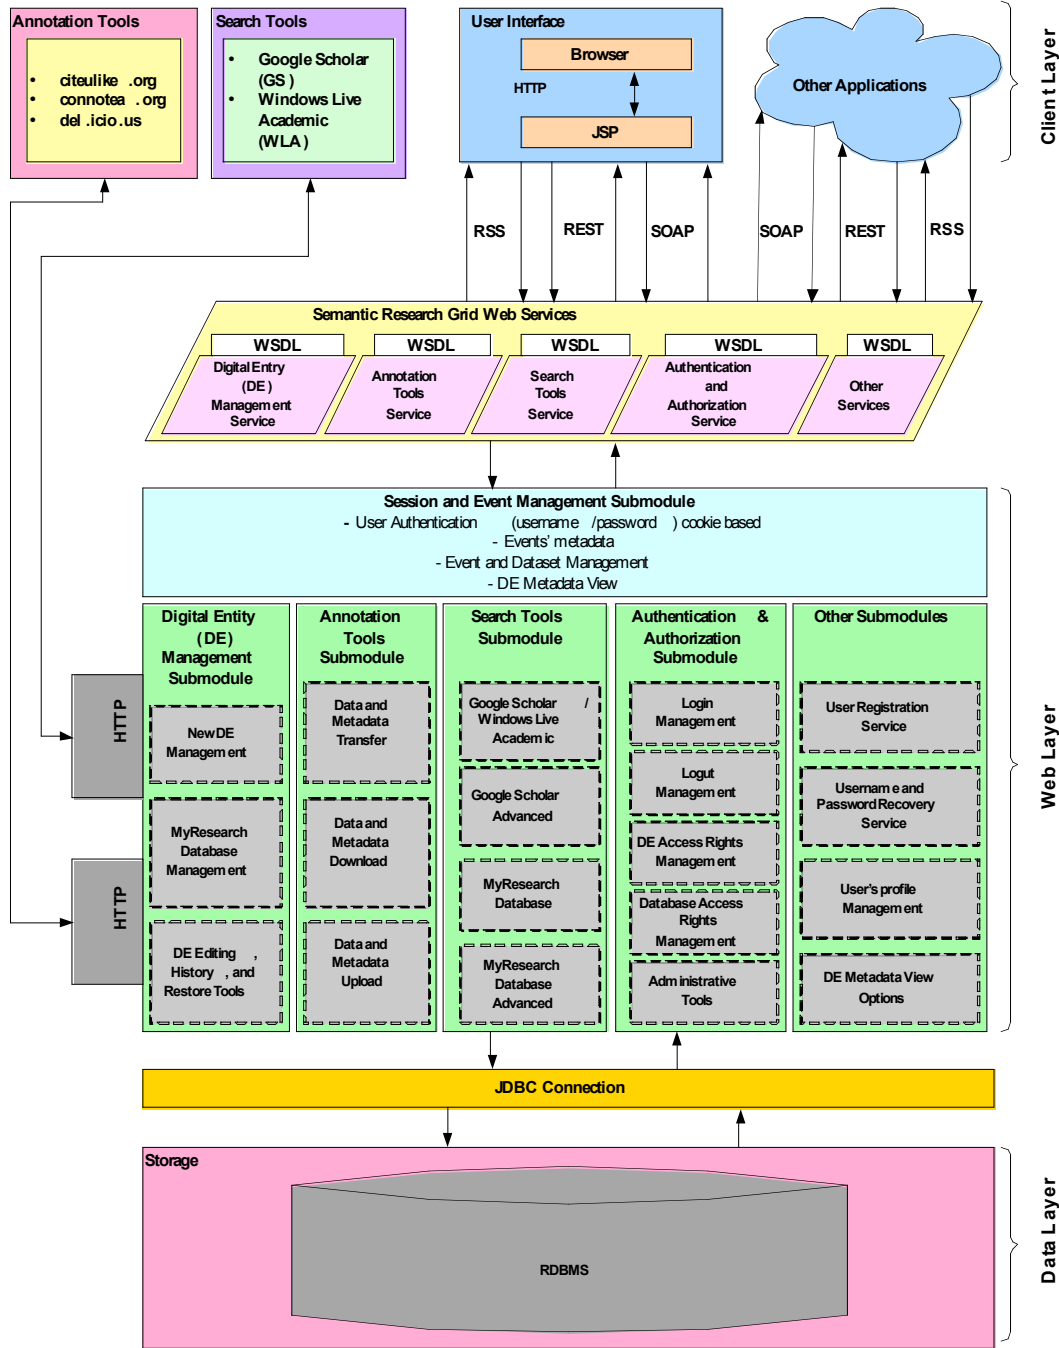 Annotation Tools
• citeulike .org
• connotea .org
• del .icio.us
Search Tools
• Google Scholar
(GS)
• Windows Live
Academic
(WLA)
User Interface
Browser
HTTP
JSP
Other Applications
Client Layer
RSS
REST
SOAP
SOAP
REST
RSS
Semantic Research Grid Web Services
WSDL
Digital Entry
(DE)
Management
Service
WSDL
Annotation
Tools
Service
WSDL
Search
Tools
Service
WSDL
Authentication
and
Authorization
Service
WSDL
Other
Services
Session and Event Management Submodule
- User Authentication (username /password ) cookie based
- Events' metadata
- Event and Dataset Management
- DE Metadata View
HTTP
HTTP
Digital Entity
(DE)
Management
Submodule
New DE
Management
MyResearch
Database
Management
DE Editing ,
History , and
Restore Tools
Annotation
Tools
Submodule
Data and
Metadata
Transfer
Data and
Metadata
Download
Data and
Metadata
Upload
Search Tools
Submodule
Google Scholar /
Windows Live
Academic
Google Scholar
Advanced
MyResearch
Database
MyResearch
Database
Advanced
Authentication &
Authorization
Submodule
Login
Management
Logut
Management
DE Access Rights
Management
Database Access
Rights
Management
Administrative
Tools
Other Submodules
User Registration
Service
Username and
Password Recovery
Service
User's profile
Management
DE Metadata View
Options
Web Layer
JDBC Connection
Storage
RDBMS
Data Layer